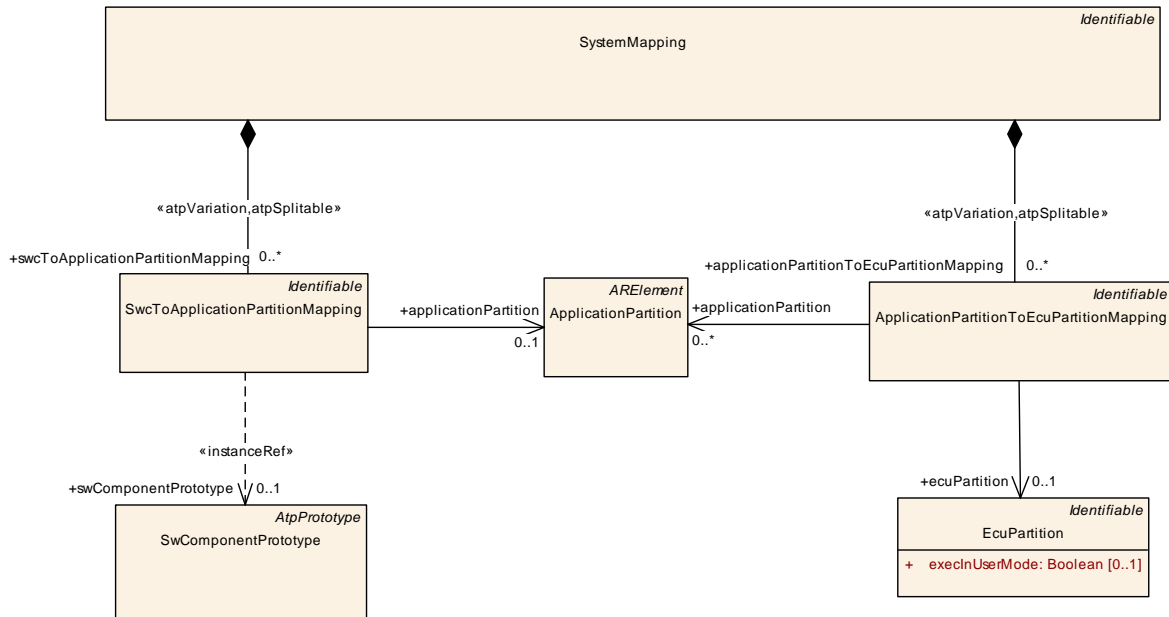 Identifiable
SystemMapping
«atpVariation,atpSplitable»
«atpVariation,atpSplitable»
+swcToApplicationPartitionMapping
0..*
+applicationPartitionToEcuPartitionMapping
0..*
Identifiable
SwcToApplicationPartitionMapping
+applicationPartition
0..1
ARElement
ApplicationPartition
+applicationPartition
0..*
Identifiable
ApplicationPartitionToEcuPartitionMapping
«instanceRef»
+swComponentPrototype
0..1
+ecuPartition
0..1
AtpPrototype
SwComponentPrototype
Identifiable
EcuPartition
+ execInUserMode: Boolean [0..1]